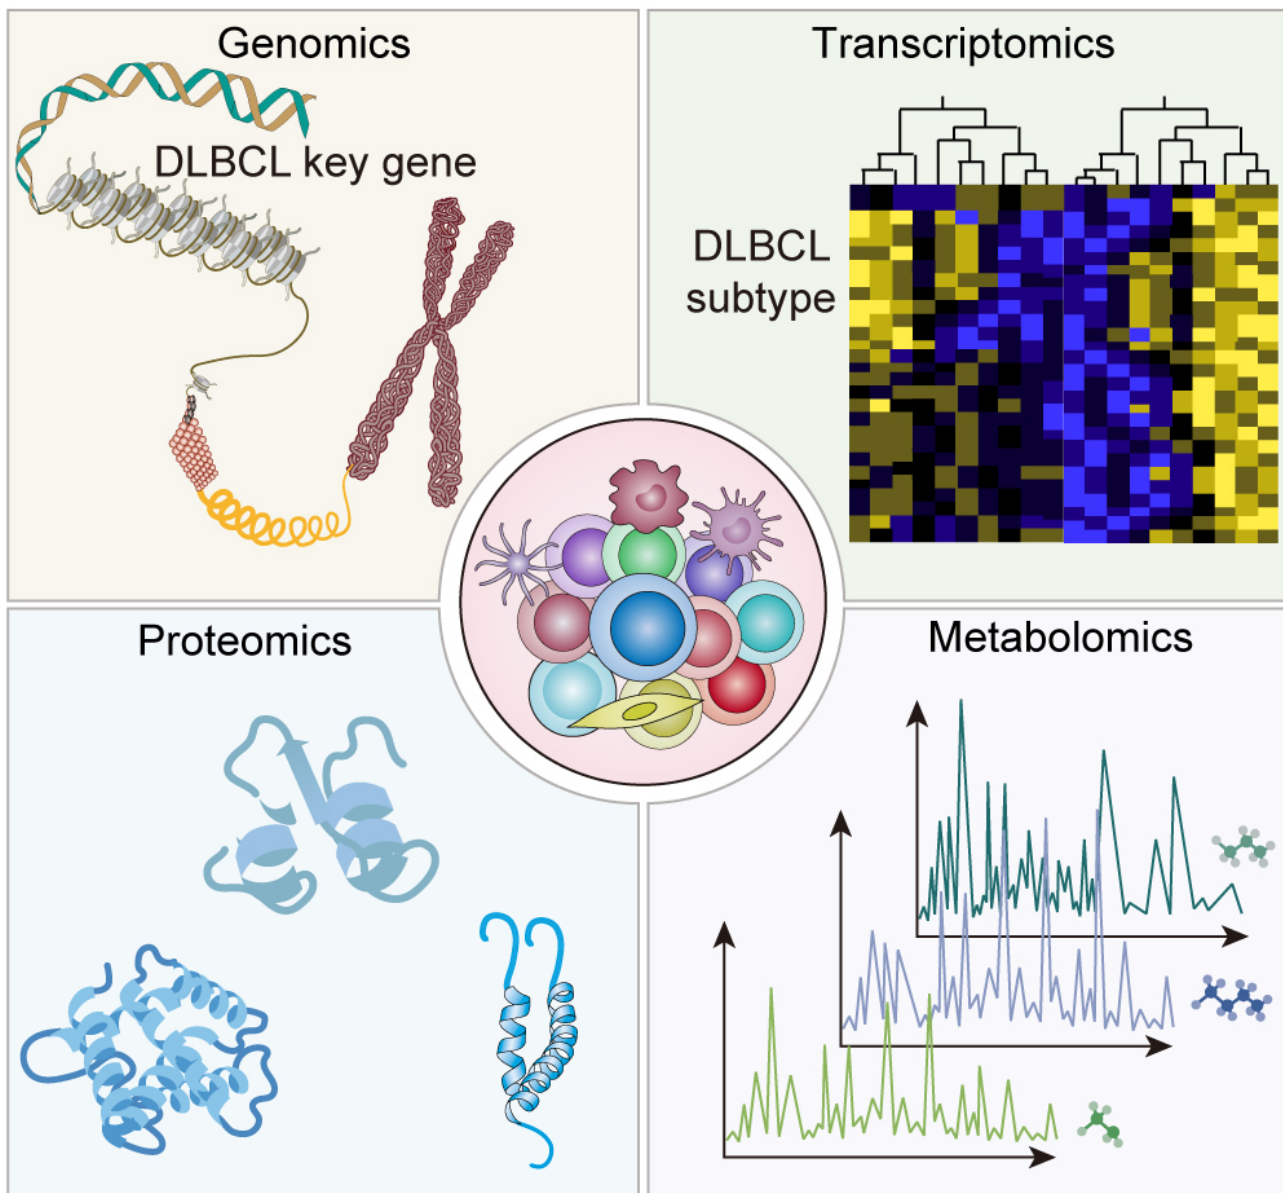 Genomics
DLBCL key gene
Transcriptomics
DLBCL
subtype
Proteomics
Metabolomics